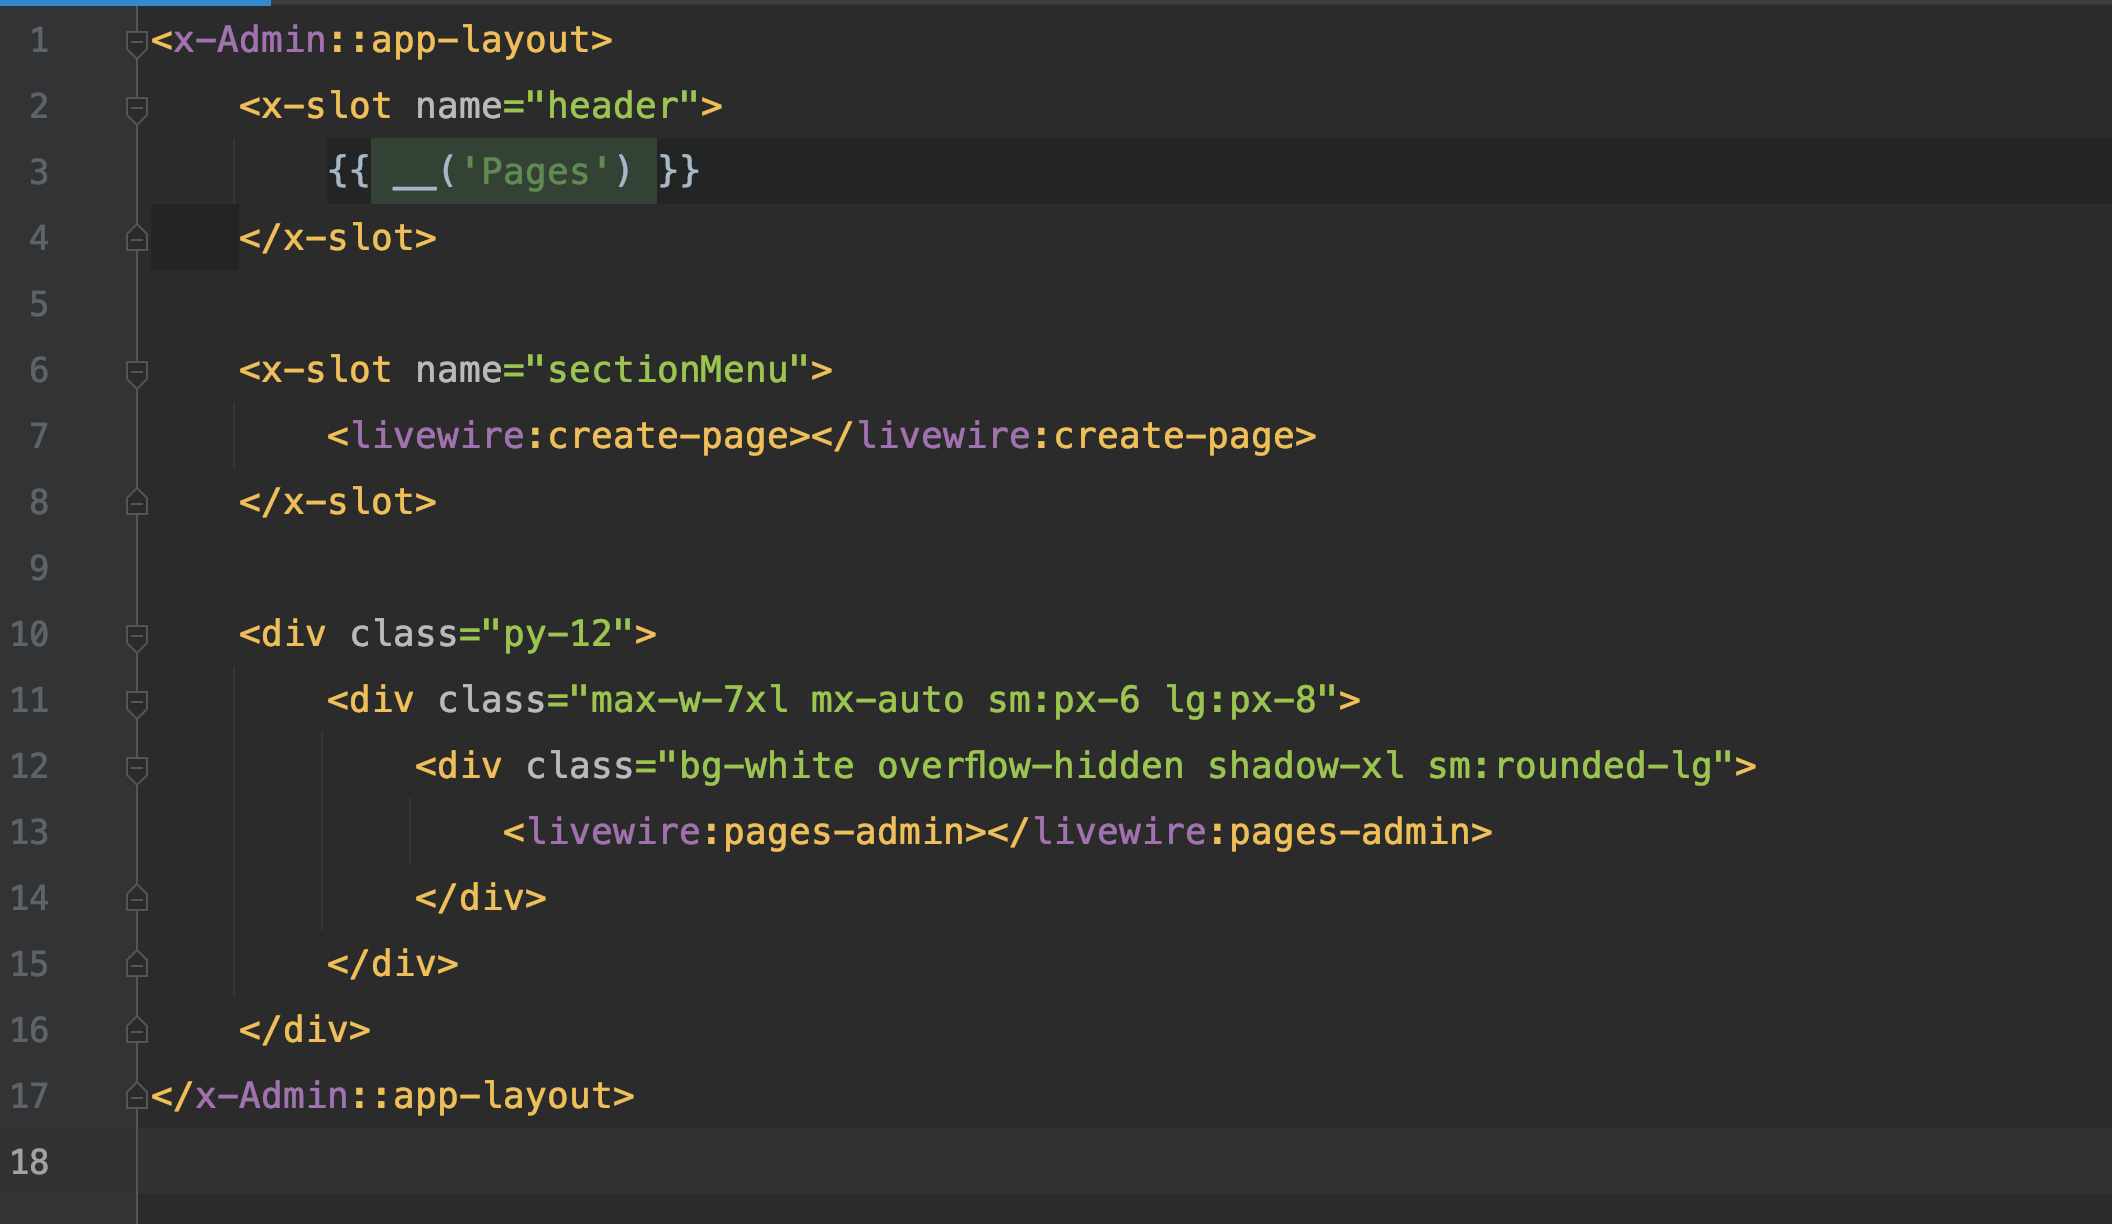 1 <x-Admin::app-layout>
2     <x-slot name="header">
3         {{ __('Pages') }}
4     </x-slot>
5
6     <x-slot name="sectionMenu">
7         <livewire:create-page></livewire:create-page>
8     </x-slot>
9
10     <div class="py-12">
11         <div class="max-w-7xl mx-auto sm:px-6 lg:px-8">
12             <div class="bg-white overflow-hidden shadow-xl sm:rounded-lg">
13                 <livewire:pages-admin></livewire:pages-admin>
14             </div>
15         </div>
16     </div>
17 </x-Admin::app-layout>
18